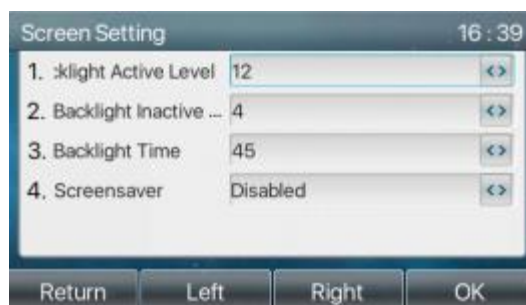 Screen Setting 16:39
1. :klight Active Level 12 <>
2. Backlight Inactive ... 4 <>
3. Backlight Time 45 <>
4. Screensaver Disabled <>
Return Left Right OK